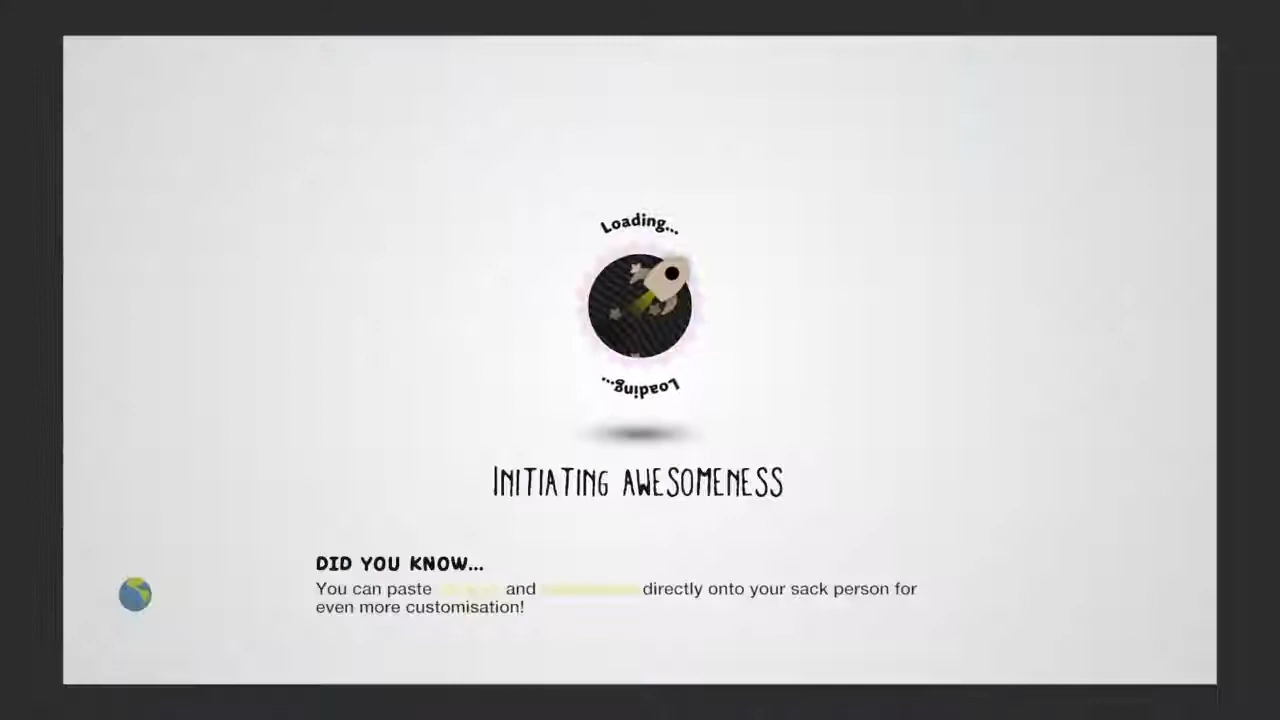 Loading...
Loading...
INITIATING AWESOMENESS
DID YOU KNOW...
You can paste and directly onto your sack person for
even more customisation!